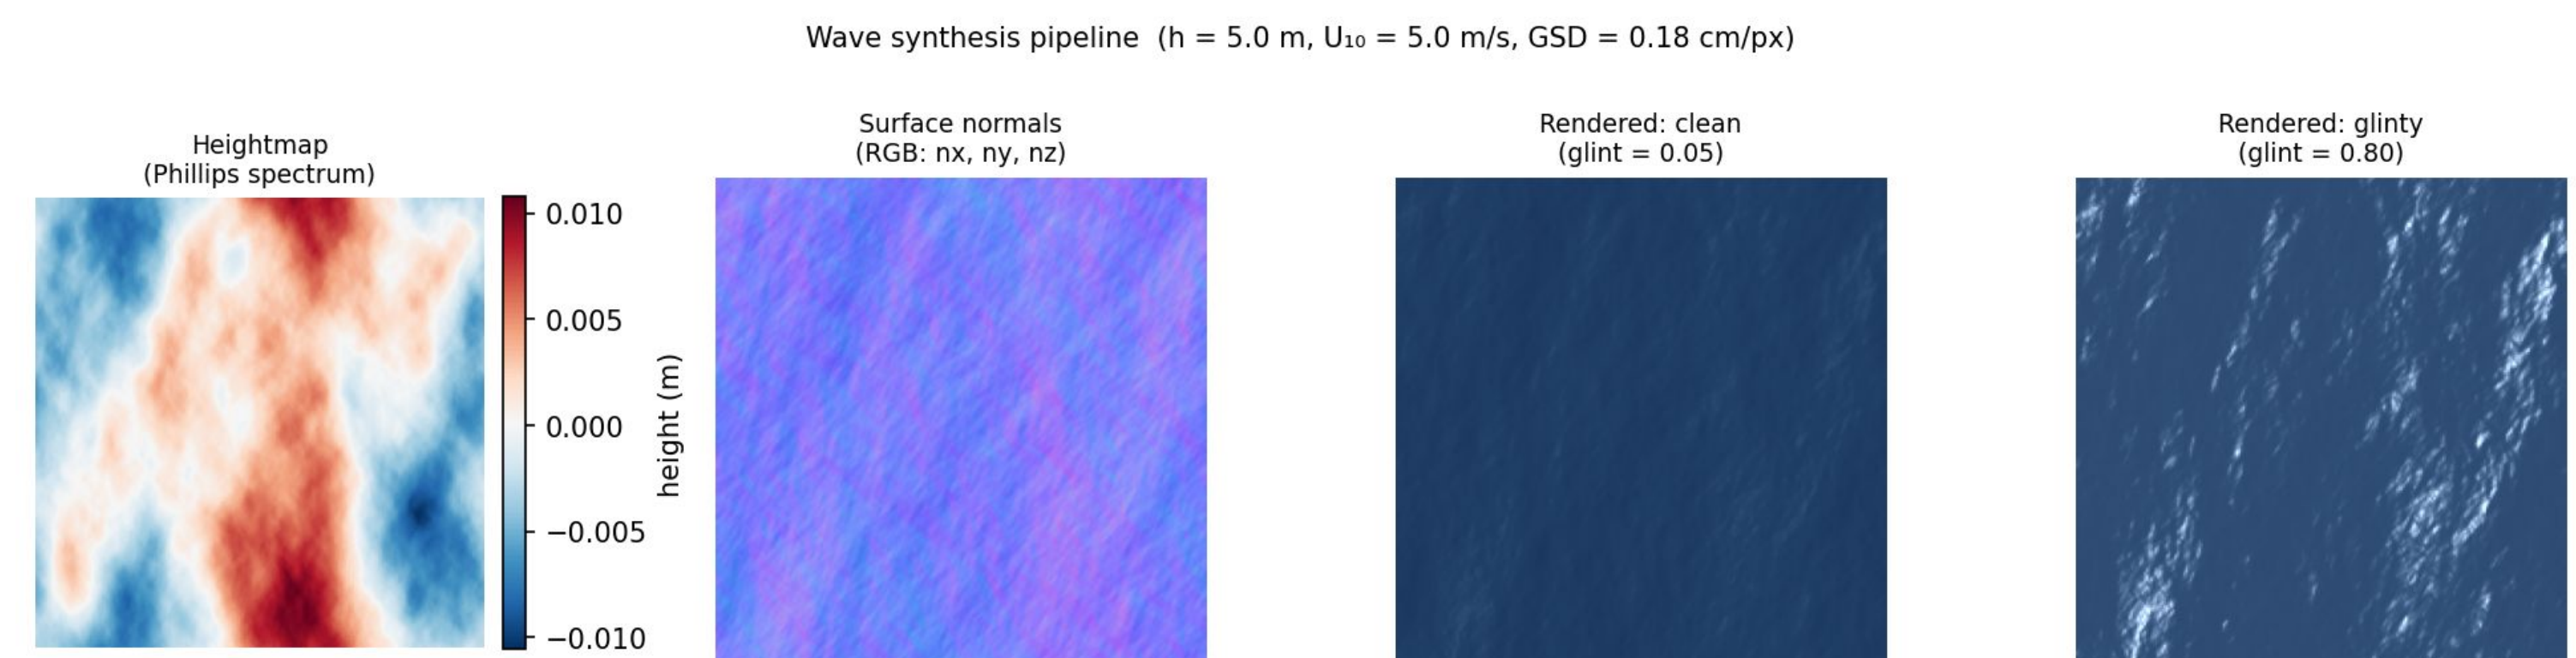 Wave synthesis pipeline (h = 5.0 m, U₁₀ = 5.0 m/s, GSD = 0.18 cm/px)
Heightmap
(Phillips spectrum)
0.010
0.005
0.000
−0.005
−0.010
height (m)
Surface normals
(RGB: nx, ny, nz)
Rendered: clean
(glint = 0.05)
Rendered: glinty
(glint = 0.80)